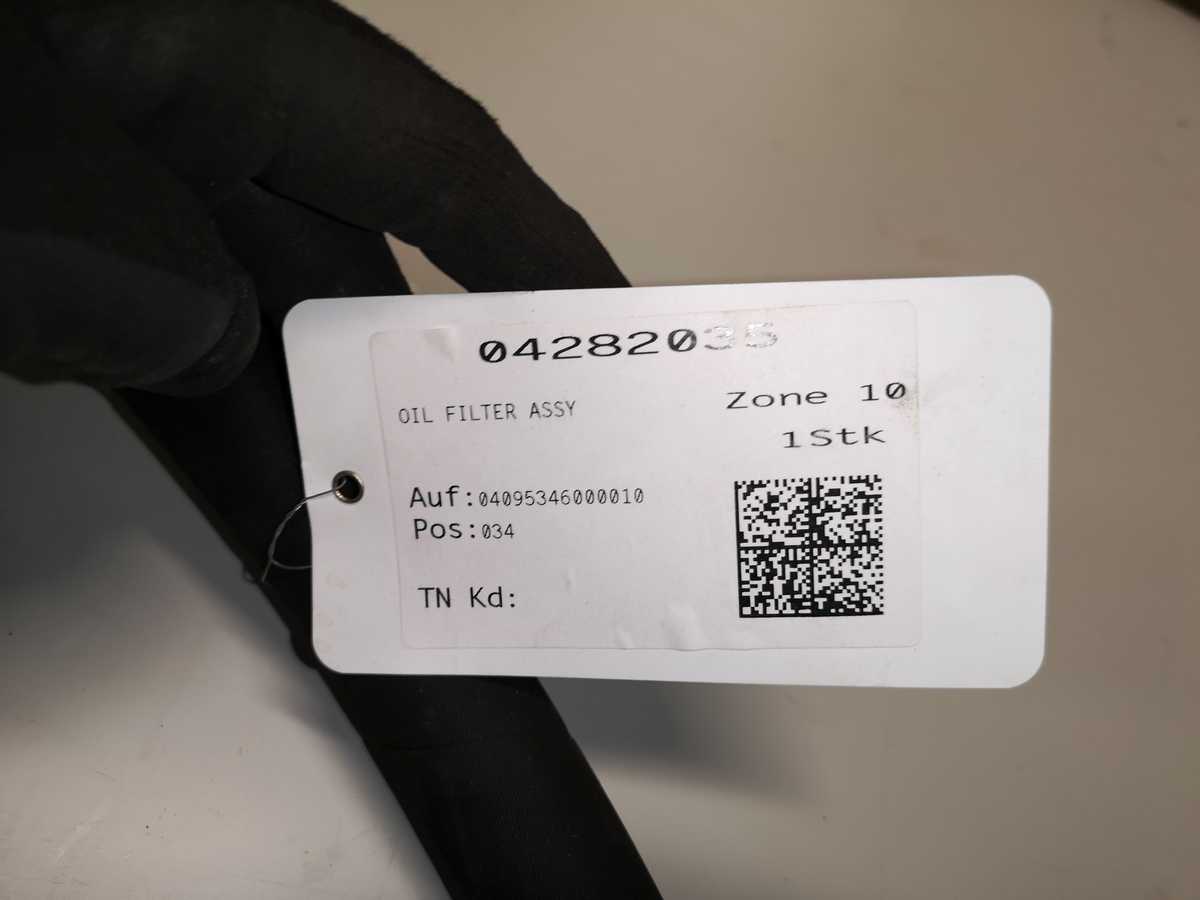 04282035
OIL FILTER ASSY
Zone 10
1Stk
Auf:04095346000010
Pos:034
TN Kd: